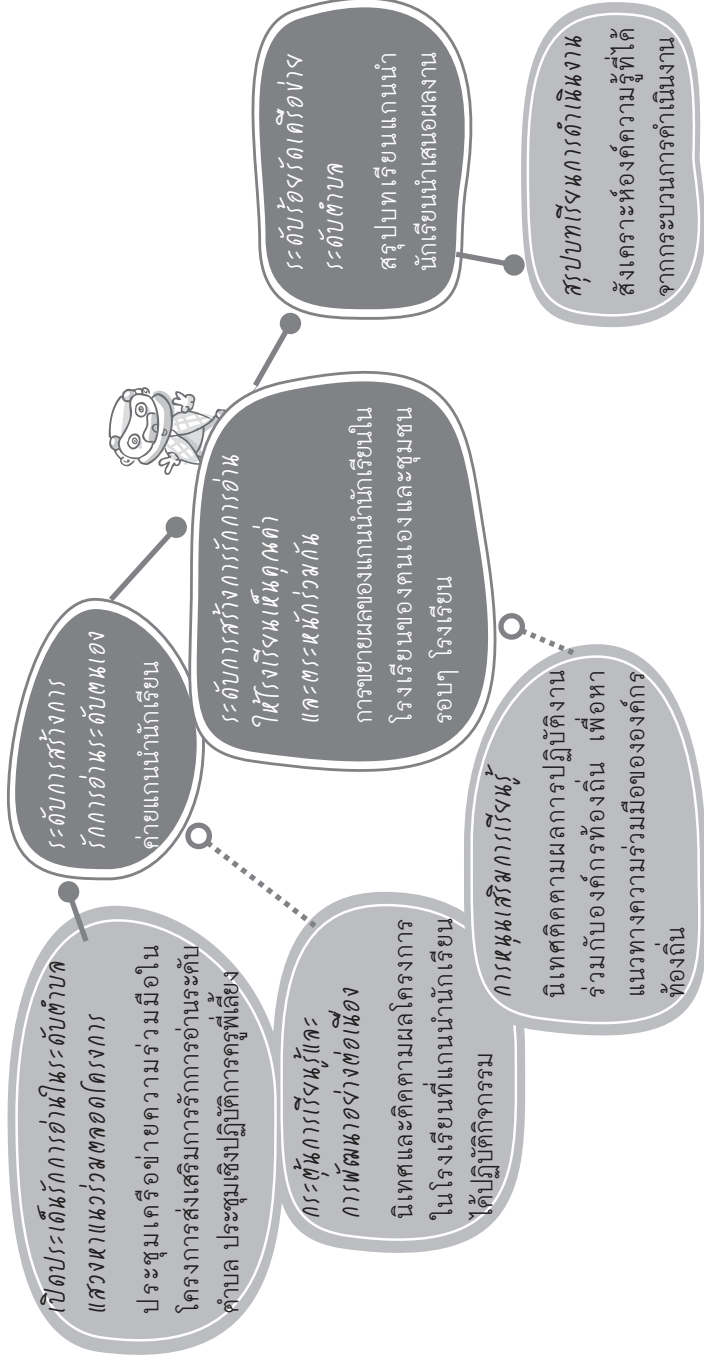 เปิดประเด็นรักการอ่านในระดับตำบล
แสวงหาแนวร่วมตลอดโครงการ
ประชุมเครือข่ายความร่วมมือใน
โครงการส่งเสริมการรักการอ่านระดับ
ตำบล ประชุมเชิงปฏิบัติการครูพี่เลี้ยง
ระดับการสร้างการ
รักการอ่านระดับตนเอง
ค่ายแกนนำนักเรียน
กระตุ้นการเรียนรู้และ
การพัฒนาอย่างต่อเนื่อง
นิเทศและติดตามผลโครงการ
ในโรงเรียนที่แกนนำนักเรียน
ได้ปฏิบัติกิจกรรม
ระดับการสร้างการรักการอ่าน
ให้โรงเรียนเห็นคุณค่า
และตระหนักร่วมกัน
การขยายผลของแกนนำนักเรียนใน
โรงเรียนของตนเองและชุมชน
รอบๆ โรงเรียน
การหนุนเสริมการเรียนรู้
นิเทศติดตามผลการปฏิบัติงาน
ร่วมกับองค์กรท้องถิ่น เพื่อหา
แนวทางความร่วมมือขององค์กร
ท้องถิ่น
ระดับร้อยรัดเครือข่าย
ระดับตำบล
สรุปบทเรียนแกนนำ
นักเรียนนำเสนอผลงาน
สรุปบทเรียนการดำเนินงาน
สังเคราะห์องค์ความรู้ที่ได้
จากกระบวนการดำเนินงาน